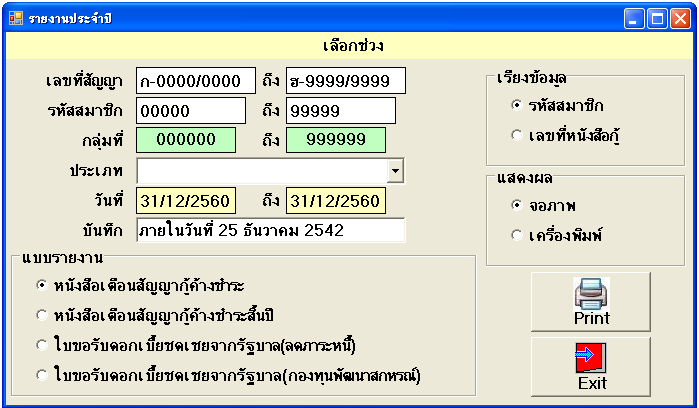 รายงานประจำปี
เลือกช่วง
เลขที่สัญญา ก-0000/0000 ถึง ฮ-9999/9999
รหัสสมาชิก 00000 ถึง 99999
กลุ่มที่ 000000 ถึง 999999
ประเภท
วันที่ 31/12/2560 ถึง 31/12/2560
บันทึก ภายในวันที่ 25 ธันวาคม 2542
เรียงข้อมูล
รหัสสมาชิก
เลขที่หนังสือกู้
แสดงผล
จอภาพ
เครื่องพิมพ์
แบบรายงาน
หนังสือเตือนสัญญากู้ค้างชำระ
หนังสือเตือนสัญญากู้ค้างชำระสิ้นปี
ใบขอรับดอกเบี้ยชดเชยจากรัฐบาล(ลดภาระหนี้)
ใบขอรับดอกเบี้ยชดเชยจากรัฐบาล(กองทุนพัฒนาสหกรณ์)
Print
Exit